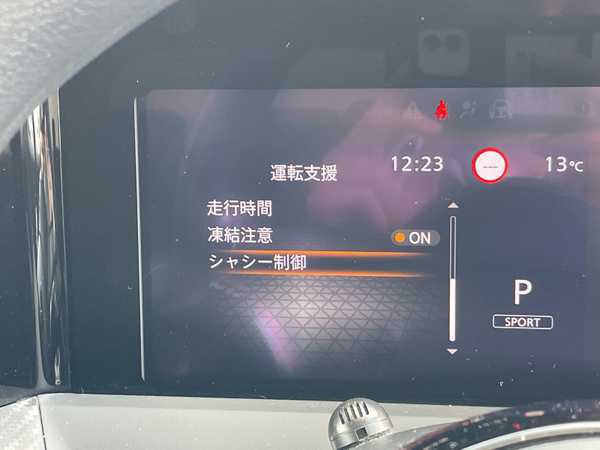 12:23
---
13℃
運転支援
走行時間
凍結注意
ON
シャシー制御
P
SPORT